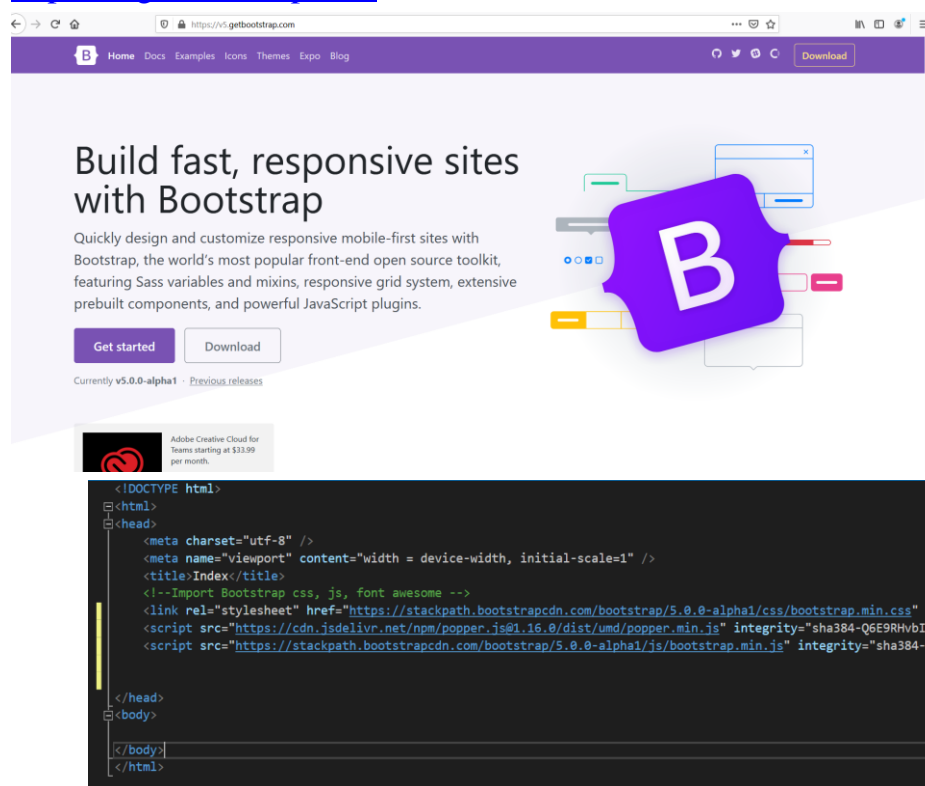 https://v5.getbootstrap.com
B Home Docs Examples Icons Themes Expo Blog Download
Build fast, responsive sites
with Bootstrap
Quickly design and customize responsive mobile-first sites with
Bootstrap, the world's most popular front-end open source toolkit,
featuring Sass variables and mixins, responsive grid system, extensive
prebuilt components, and powerful JavaScript plugins.
B
Get started Download
Currently v5.0.0-alpha1 · Previous releases
Adobe Creative Cloud for
Teams starting at $33.99
per month.
<!DOCTYPE html>
<html>
<head>
<meta charset="utf-8" />
<meta name="viewport" content="width = device-width, initial-scale=1" />
<title>Index</title>
<!--Import Bootstrap css, js, font awesome -->
<link rel="stylesheet" href="https://stackpath.bootstrapcdn.com/bootstrap/5.0.0-alpha1/css/bootstrap.min.css"
<script src="https://cdn.jsdelivr.net/npm/popper.js@1.16.0/dist/umd/popper.min.js" integrity="sha384-Q6E9RHvbI
<script src="https://stackpath.bootstrapcdn.com/bootstrap/5.0.0-alpha1/js/bootstrap.min.js" integrity="sha384-
</head>
<body>
</body>
</html>